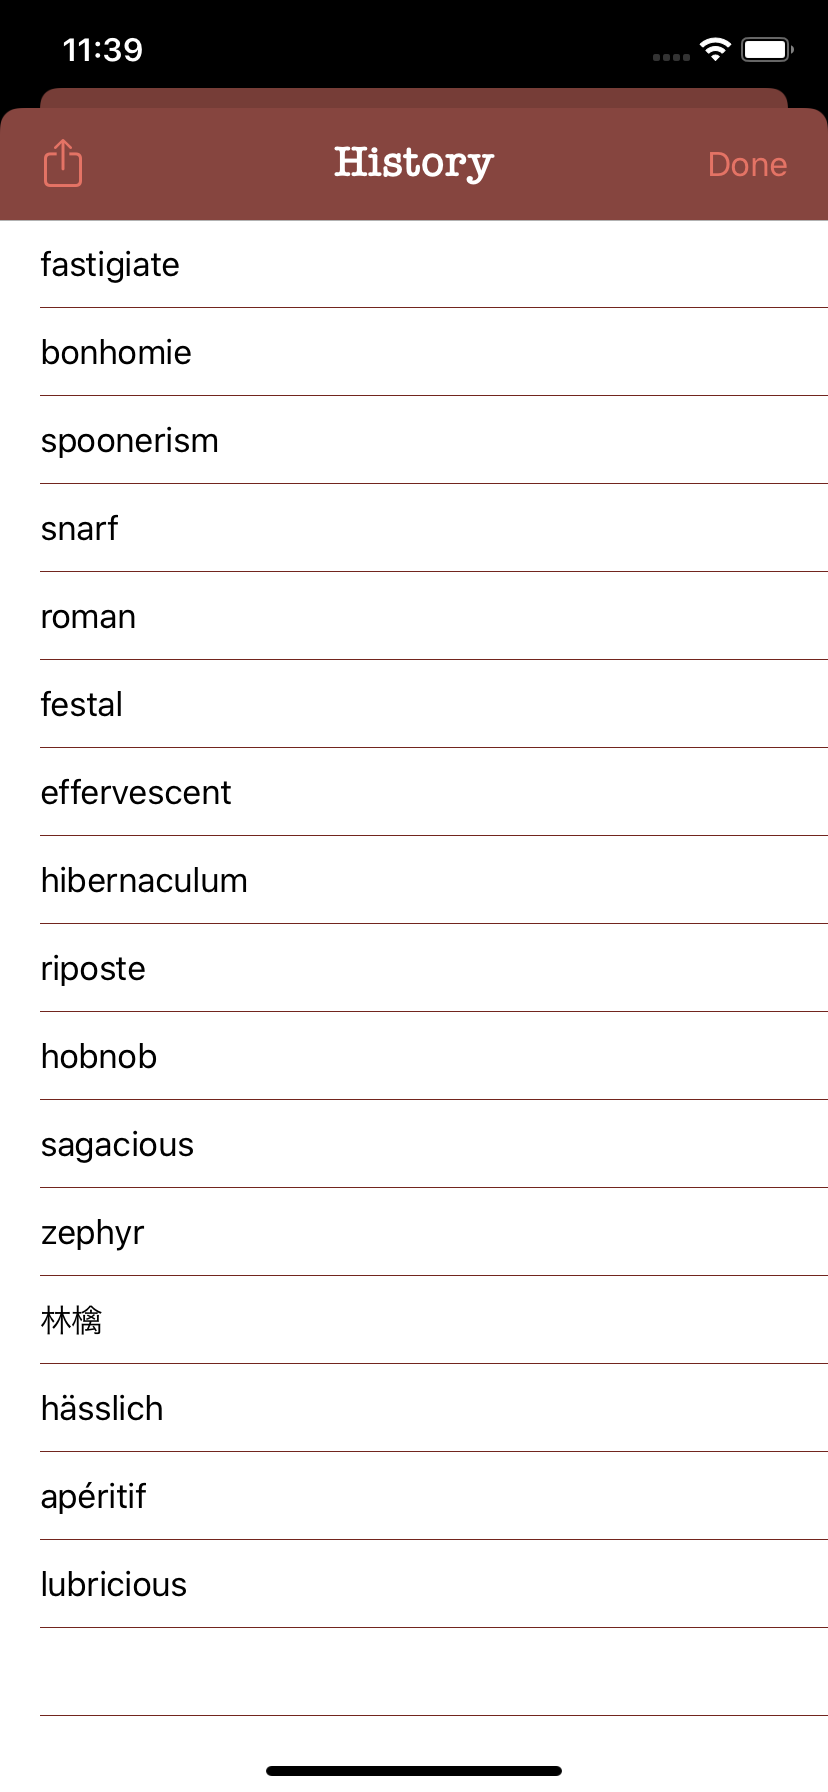 11:39
History
Done
fastigiate
bonhomie
spoonerism
snarf
roman
festal
effervescent
hibernaculum
riposte
hobnob
sagacious
zephyr
林檎
hässlich
apéritif
lubricious